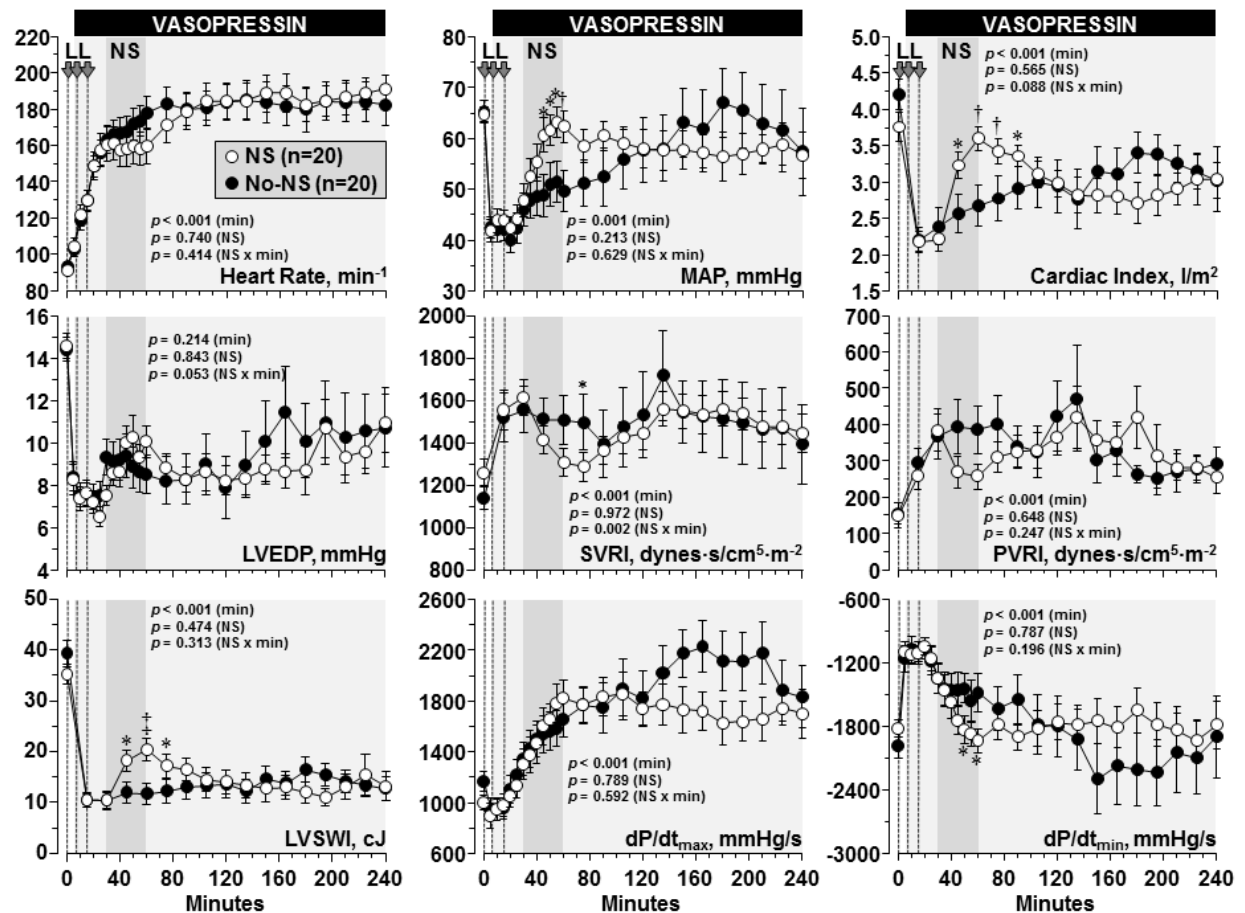 VASOPRESSIN
VASOPRESSIN
VASOPRESSIN
220
200
180
160
140
120
100
80
LL
NS
NS (n=20)
No-NS (n=20)
p < 0.001 (min)
p = 0.740 (NS)
p = 0.414 (NS x min)
Heart Rate, min-1
80
70
60
50
40
30
LL
NS
*
*
*
†
p = 0.001 (min)
p = 0.213 (NS)
p = 0.629 (NS x min)
MAP, mmHg
5.0
4.5
4.0
3.5
3.0
2.5
2.0
1.5
LL
NS
p < 0.001 (min)
p = 0.565 (NS)
p = 0.088 (NS x min)
*
†
†
*
Cardiac Index, l/m2
16
14
12
10
8
6
4
p = 0.214 (min)
p = 0.843 (NS)
p = 0.053 (NS x min)
LVEDP, mmHg
2000
1800
1600
1400
1200
1000
800
*
p < 0.001 (min)
p = 0.972 (NS)
p = 0.002 (NS x min)
SVRI, dynes·s/cm5·m-2
700
600
500
400
300
200
100
0
p < 0.001 (min)
p = 0.648 (NS)
p = 0.247 (NS x min)
PVRI, dynes·s/cm5·m-2
50
40
30
20
10
0
p < 0.001 (min)
p = 0.474 (NS)
p = 0.313 (NS x min)
*
‡
*
LVSWI, cJ
0 40 80 120 160 200 240
Minutes
2600
2200
1800
1400
1000
600
p < 0.001 (min)
p = 0.789 (NS)
p = 0.592 (NS x min)
dP/dtmax, mmHg/s
0 40 80 120 160 200 240
Minutes
-600
-1200
-1800
-2400
-3000
p < 0.001 (min)
p = 0.787 (NS)
p = 0.196 (NS x min)
*
*
dP/dtmin, mmHg/s
0 40 80 120 160 200 240
Minutes